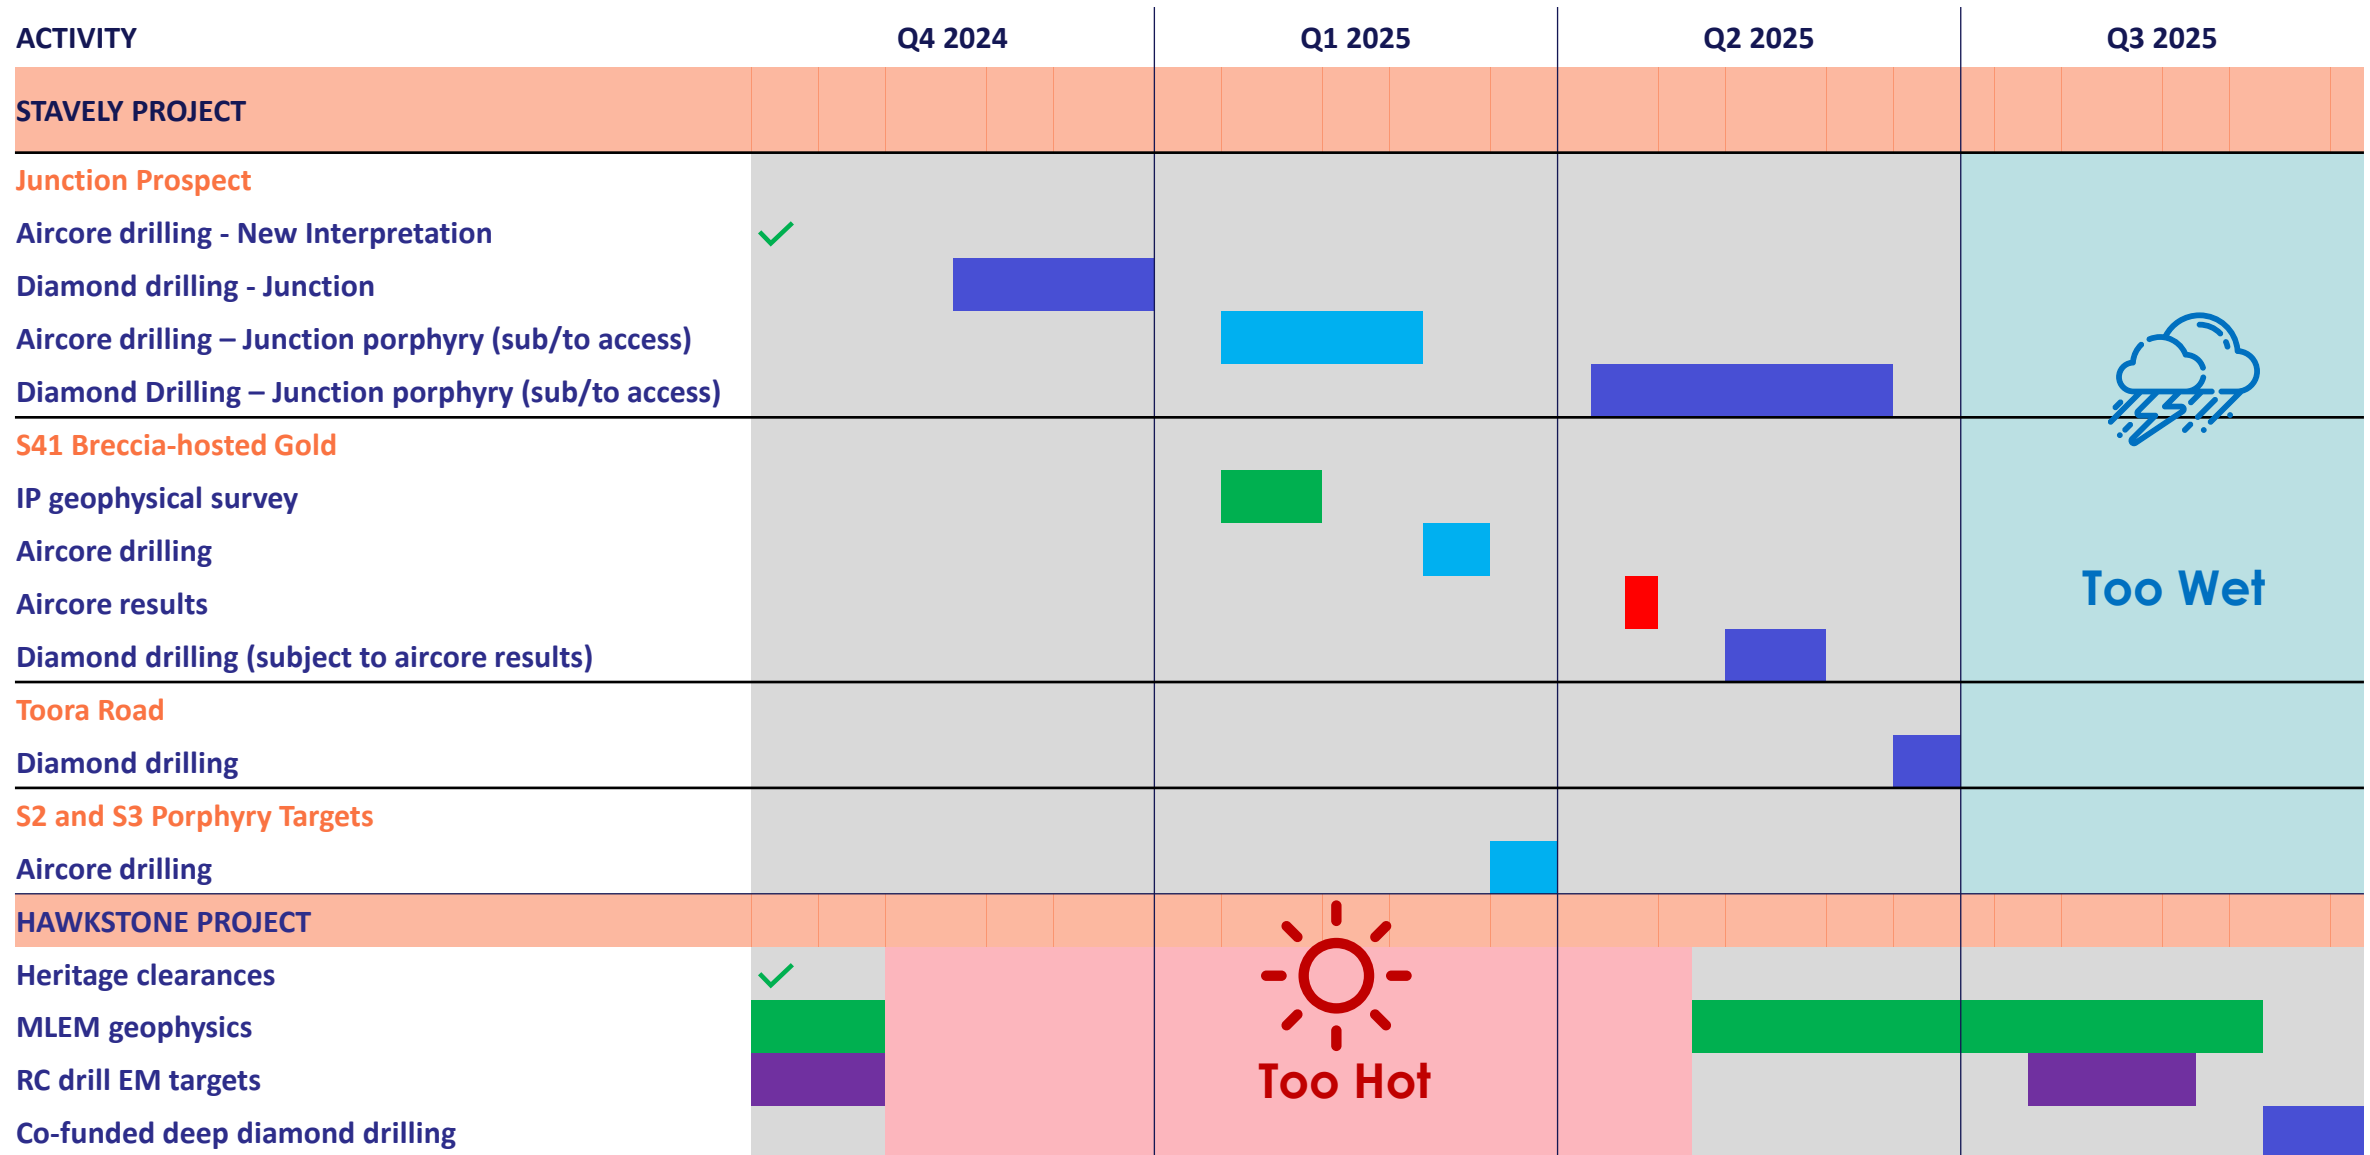 ACTIVITY
Q4 2024
Q1 2025
Q2 2025
Q3 2025
STAVELY PROJECT
Junction Prospect
Aircore drilling - New Interpretation
Diamond drilling - Junction
Aircore drilling – Junction porphyry (sub/to access)
Diamond Drilling – Junction porphyry (sub/to access)
S41 Breccia-hosted Gold
IP geophysical survey
Aircore drilling
Aircore results
Too Wet
Diamond drilling (subject to aircore results)
Toora Road
Diamond drilling
S2 and S3 Porphyry Targets
Aircore drilling
HAWKSTONE PROJECT
Heritage clearances
MLEM geophysics
RC drill EM targets
Too Hot
Co-funded deep diamond drilling